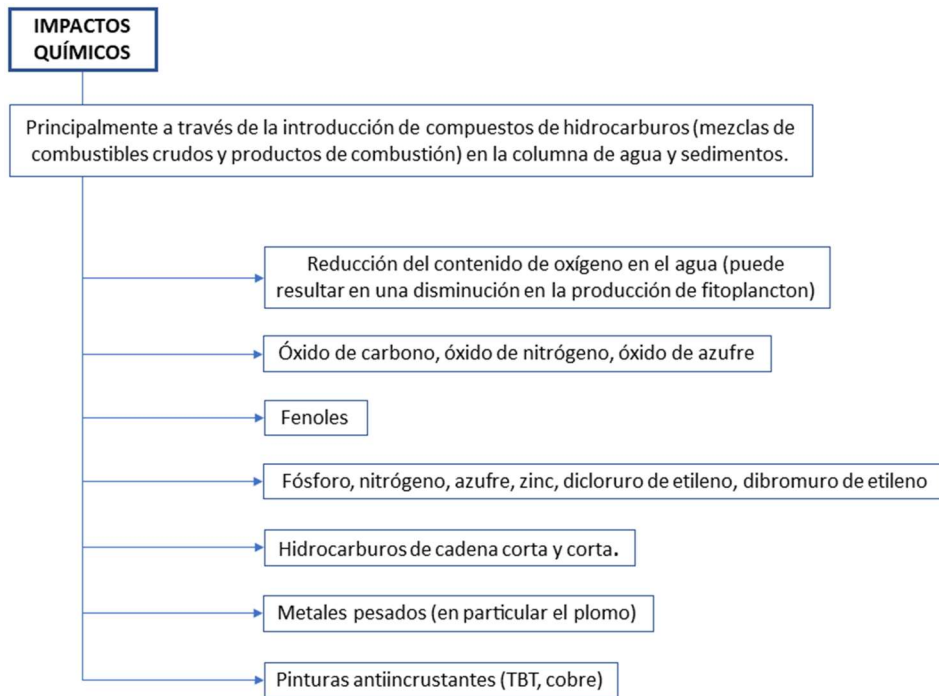 IMPACTOS
QUÍMICOS
Principalmente a través de la introducción de compuestos de hidrocarburos (mezclas de
combustibles crudos y productos de combustión) en la columna de agua y sedimentos.
Reducción del contenido de oxígeno en el agua (puede
resultar en una disminución en la producción de fitoplancton)
Óxido de carbono, óxido de nitrógeno, óxido de azufre
Fenoles
Fósforo, nitrógeno, azufre, zinc, dicloruro de etileno, dibromuro de etileno
Hidrocarburos de cadena corta y corta.
Metales pesados (en particular el plomo)
Pinturas antiincrustantes (TBT, cobre)